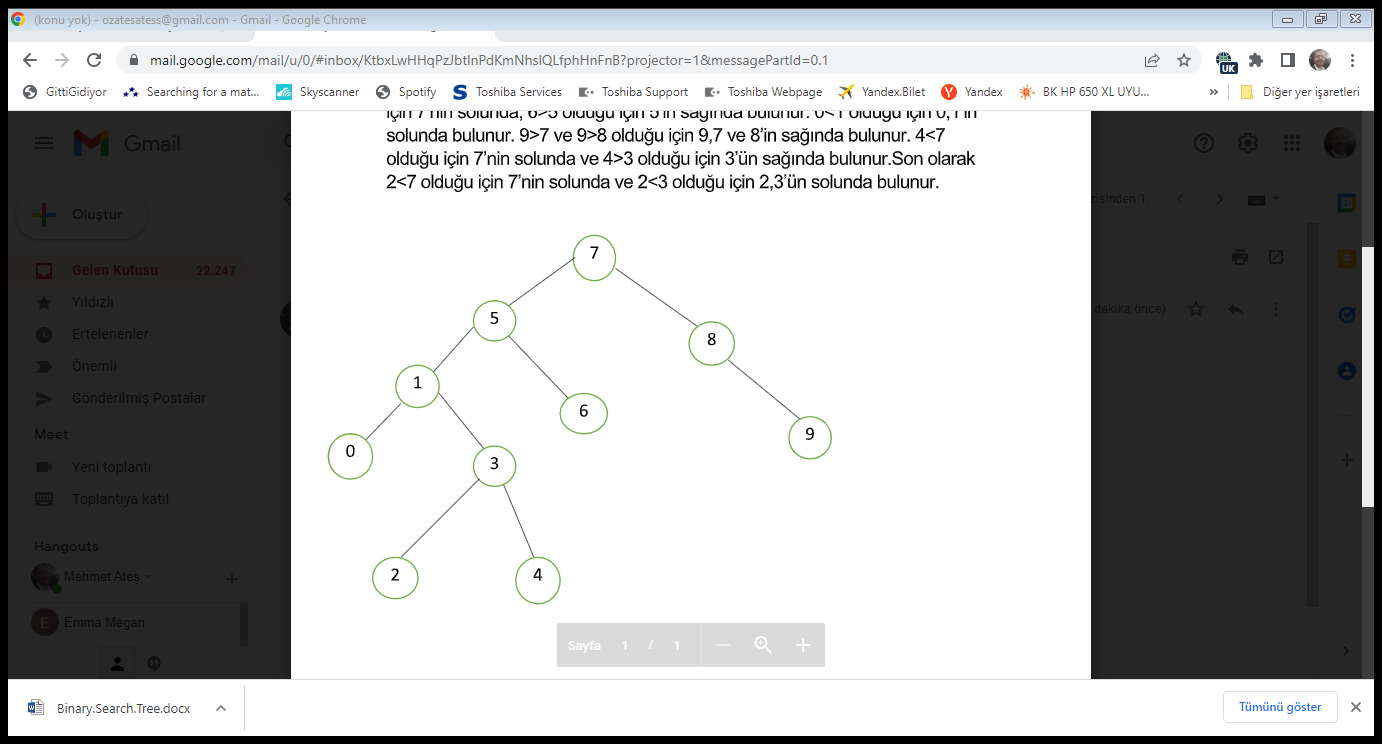 (konu yok) - ozatesatess@gmail.com - Gmail - Google Chrome
mail.google.com/mail/u/0/#inbox/KtbxLwHHqPzJbtlnPdKmNhslQLfphHnFnB?projector=1&messagePartId=0.1
UK
GittiGidiyor Searching for a mat... Skyscanner Spotify Toshiba Services Toshiba Support Toshiba Webpage Yandex.Bilet Yandex BK HP 650 XL UYU... » Diğer yer işaretleri
için 7'nin solunda, 6>5 olduğu için 5'in sağında bulunur. 0<1 olduğu için 0,1'in
solunda bulunur. 9>7 ve 9>8 olduğu için 9,7 ve 8'in sağında bulunur. 4<7
olduğu için 7'nin solunda ve 4>3 olduğu için 3'ün sağında bulunur.Son olarak
2<7 olduğu için 7'nin solunda ve 2<3 olduğu için 2,3'ün solunda bulunur.
Gmail
Oluştur
Gelen Kutusu 22.247
Yıldızlı
Ertelenenler
Önemli
Gönderilmiş Postalar
Meet
Yeni toplantı
Toplantıya katıl
Hangouts
Mehmet Ateş
E Emma Megan
zisinden 1.
31
dakika önce)
7
5
8
1
6
9
0
3
2
4
Sayfa 1 / 1
Binary.Search.Tree.docx
Tümünü göster